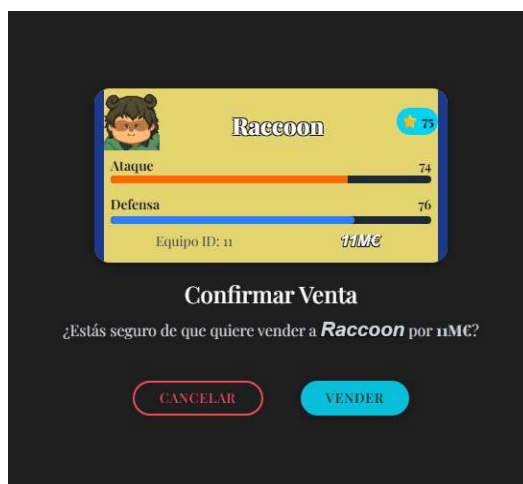 Raccoon
75
Ataque 74
Defensa 76
Equipo ID: 11 11M€
Confirmar Venta
¿Estás seguro de que quiere vender a Raccoon por 11M€?
CANCELAR VENDER